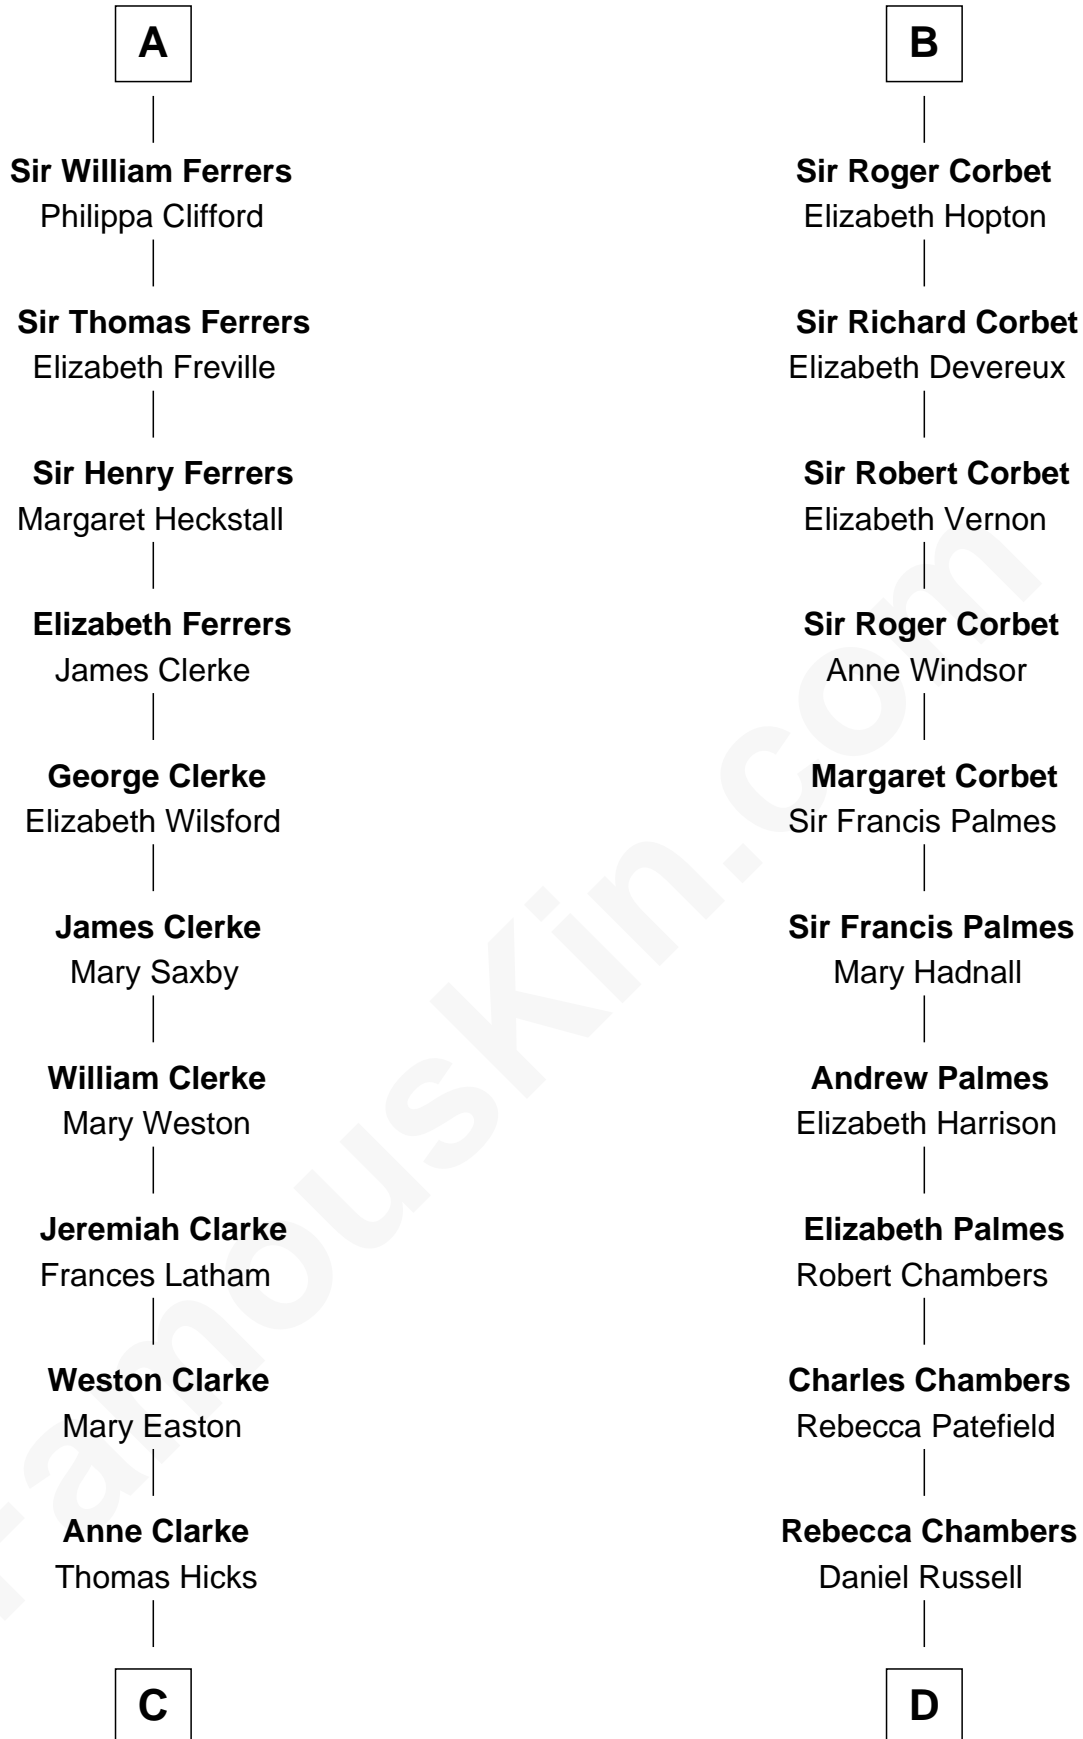 A
Sir William Ferrers
Philippa Clifford
Sir Thomas Ferrers
Elizabeth Freville
Sir Henry Ferrers
Margaret Heckstall
Elizabeth Ferrers
James Clerke
George Clerke
Elizabeth Wilsford
James Clerke
Mary Saxby
William Clerke
Mary Weston
Jeremiah Clarke
Frances Latham
Weston Clarke
Mary Easton
Anne Clarke
Thomas Hicks
C
B
Sir Roger Corbet
Elizabeth Hopton
Sir Richard Corbet
Elizabeth Devereux
Sir Robert Corbet
Elizabeth Vernon
Sir Roger Corbet
Anne Windsor
Margaret Corbet
Sir Francis Palmes
Sir Francis Palmes
Mary Hadnall
Andrew Palmes
Elizabeth Harrison
Elizabeth Palmes
Robert Chambers
Charles Chambers
Rebecca Patefield
Rebecca Chambers
Daniel Russell
D
FamousKin.com